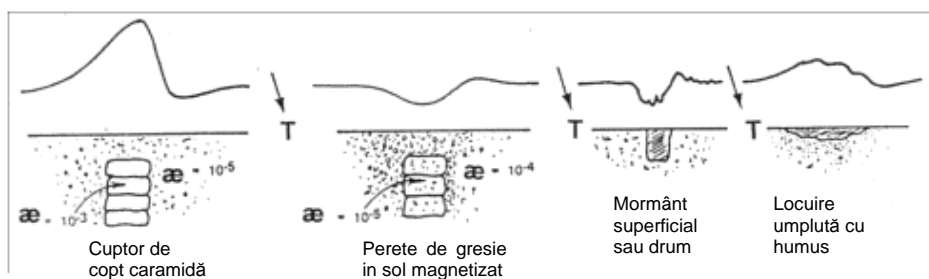 T
T
T
æ = 10-5
æ = 10-3
æ = 10-4
æ = 10-5
Cuptor de
copt caramidă
Perete de gresie
in sol magnetizat
Mormânt
superficial
sau drum
Locuire
umplută cu
humus